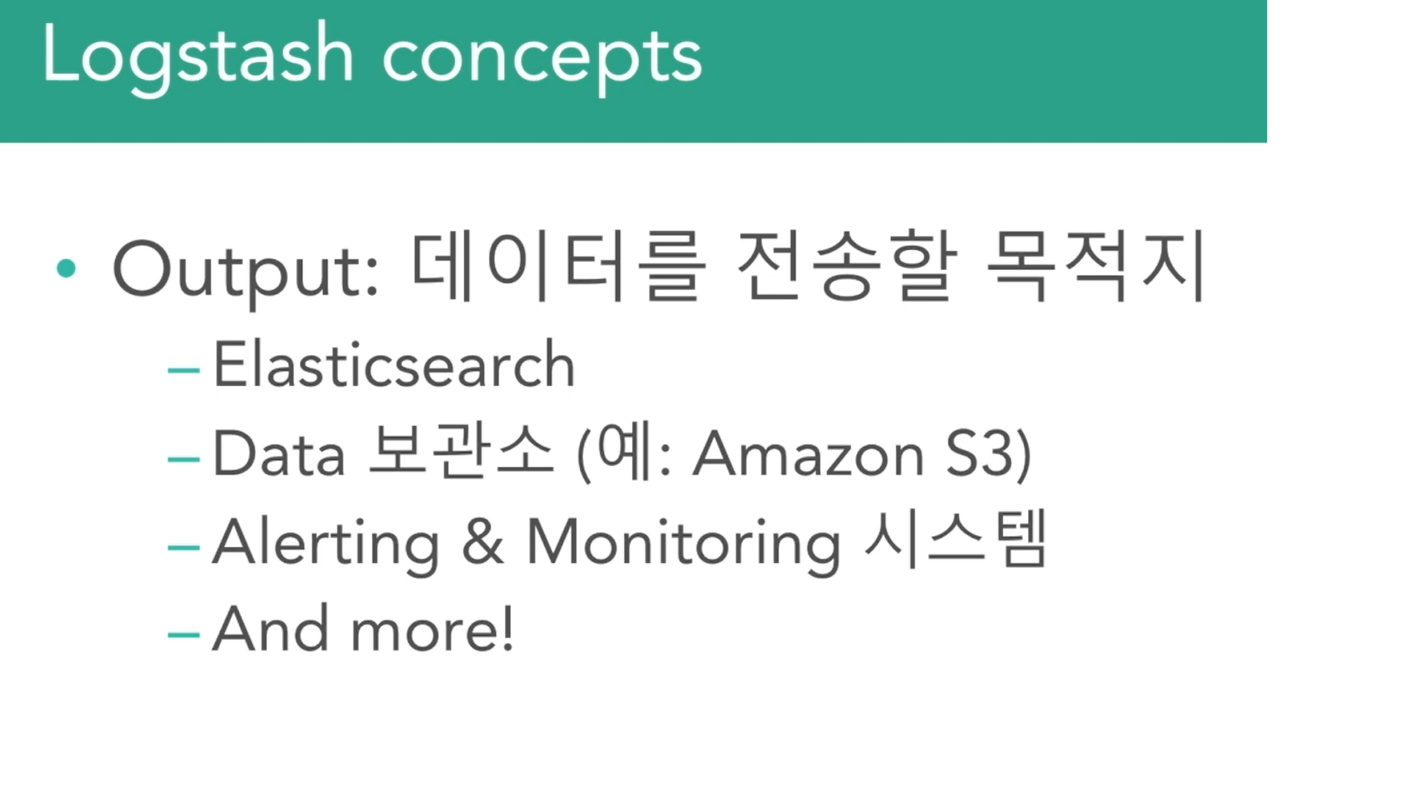 Logstash concepts
• Output: 데이터를 전송할 목적지
– Elasticsearch
– Data 보관소 (예: Amazon S3)
– Alerting & Monitoring 시스템
– And more!